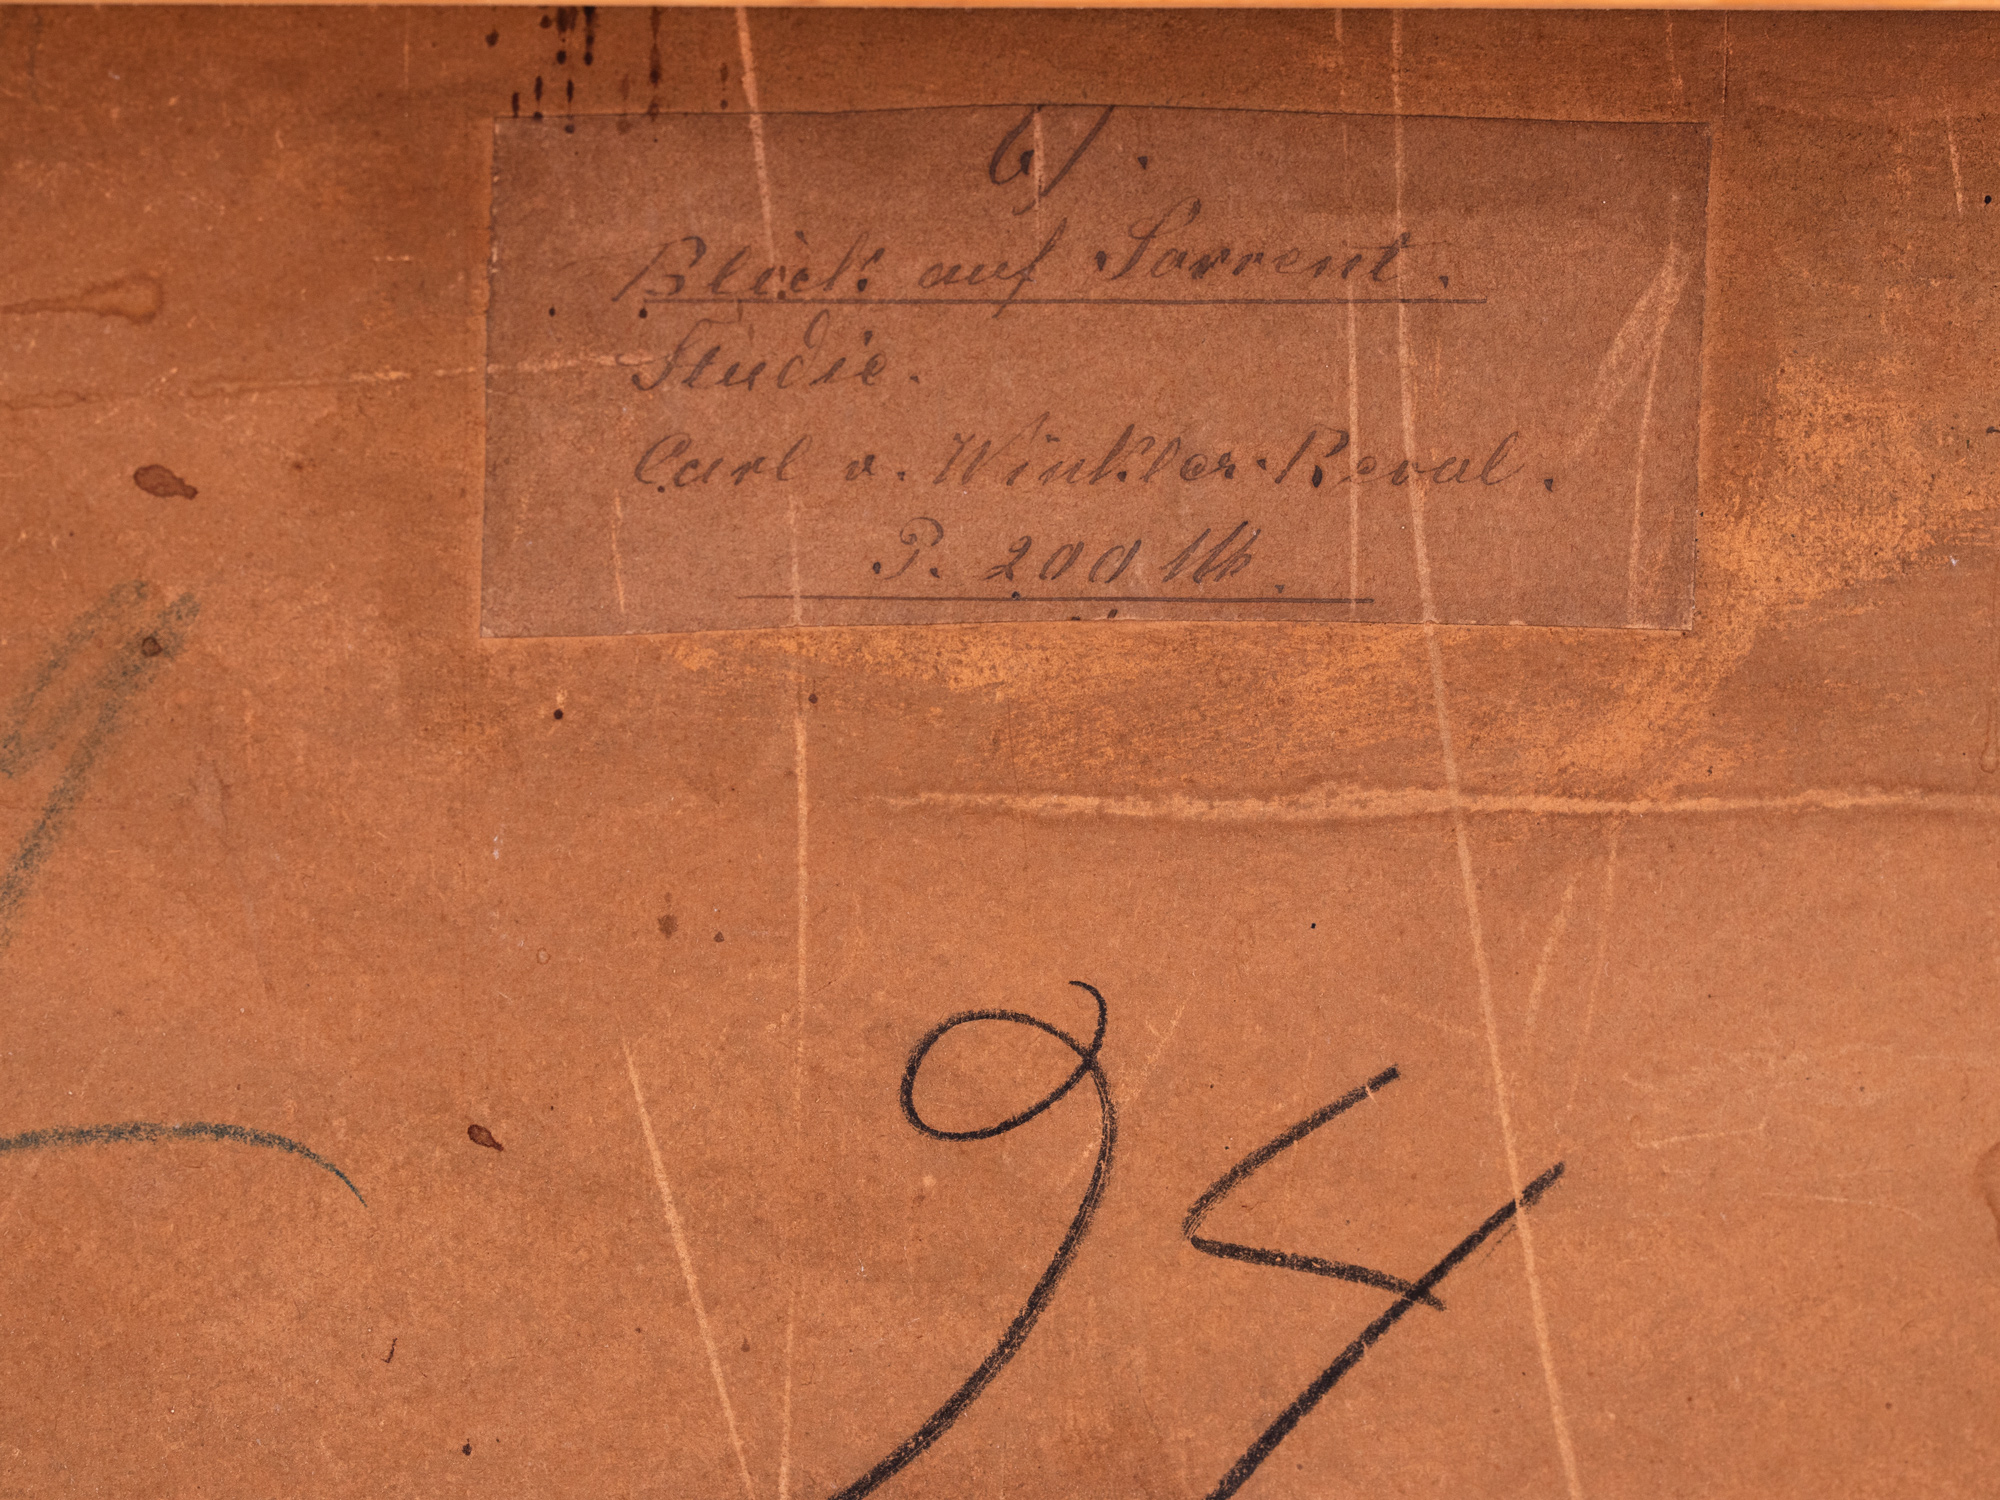 6).
Blick auf Sorrent.
Studie.
Carl v. Winkler-Reval.
P. 200 Mk.
94